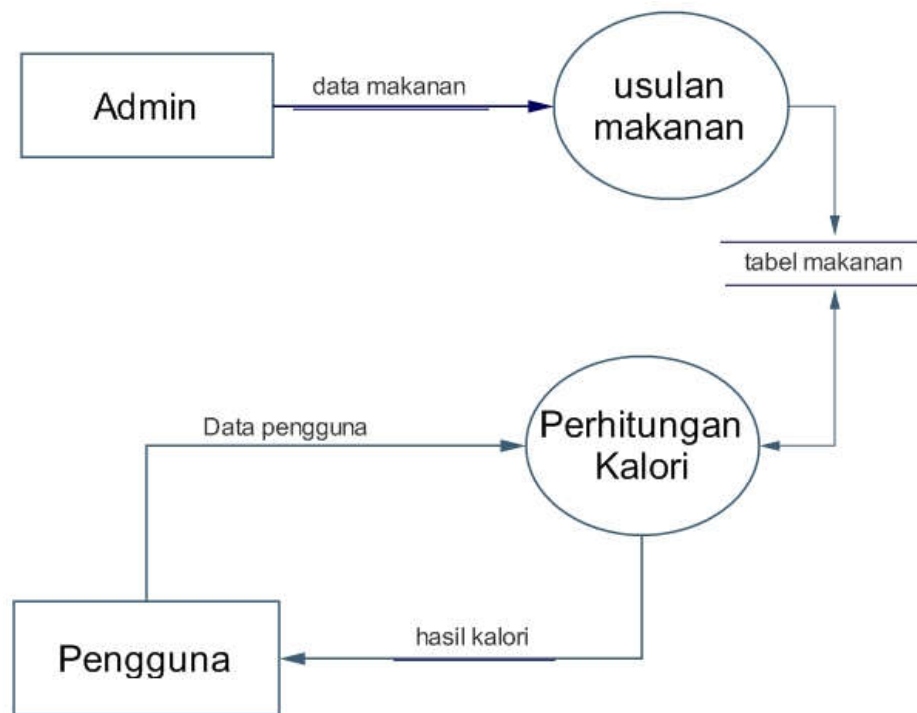 Admin
data makanan
usulan
makanan
tabel makanan
Data pengguna
Perhitungan
Kalori
hasil kalori
Pengguna